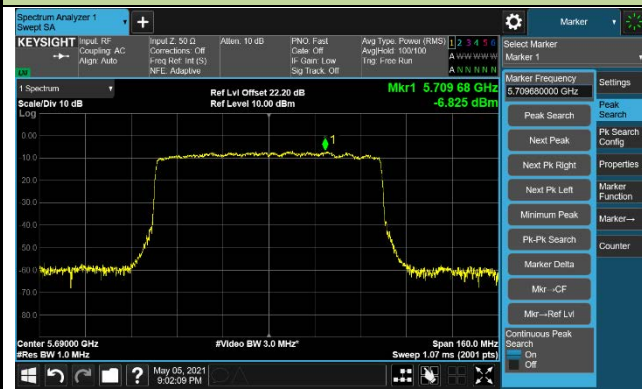 Spectrum Analyzer 1
Swept SA
Marker
KEYSIGHT
Input: RF
Coupling: AC
Align: Auto
Input Z: 50 Ω
Corrections: Off
Freq Ref: Int (S)
NFE: Adaptive
Atten: 10 dB
PNO: Fast
Gate: Off
IF Gain: Low
Sig Track: Off
Avg Type: Power (RMS)
Avg|Hold: 100/100
Trig: Free Run
1 2 3 4 5 6
A W W W W W
A N N N N N
LXI
Select Marker
Marker 1
1 Spectrum
Scale/Div 10 dB
Log
Ref Lvl Offset 22.20 dB
Ref Level 10.00 dBm
Mkr1 5.709 68 GHz
-6.825 dBm
Marker Frequency
5.709680000 GHz
Settings
Peak Search
Peak
Search
Next Peak
Pk Search
Config
Next Pk Right
Properties
Next Pk Left
Marker
Function
Minimum Peak
Marker→
Pk-Pk Search
Counter
Marker Delta
Mkr→CF
Mkr→Ref Lvl
Continuous Peak
Search
On
Off
1
0.00
-10.0
-20.0
-30.0
-40.0
-50.0
-60.0
-70.0
-80.0
Center 5.69000 GHz
#Res BW 1.0 MHz
#Video BW 3.0 MHz*
Span 160.0 MHz
Sweep 1.07 ms (2001 pts)
?
May 05, 2021
9:02:09 PM